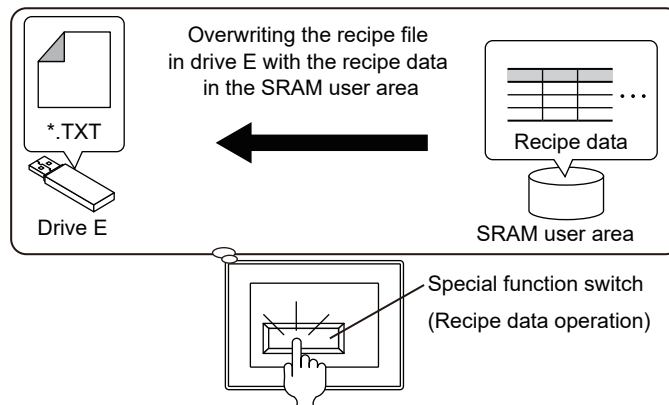 Overwriting the recipe file
in drive E with the recipe data
in the SRAM user area
*.TXT
Drive E
...
Recipe data
SRAM user area
Special function switch
(Recipe data operation)